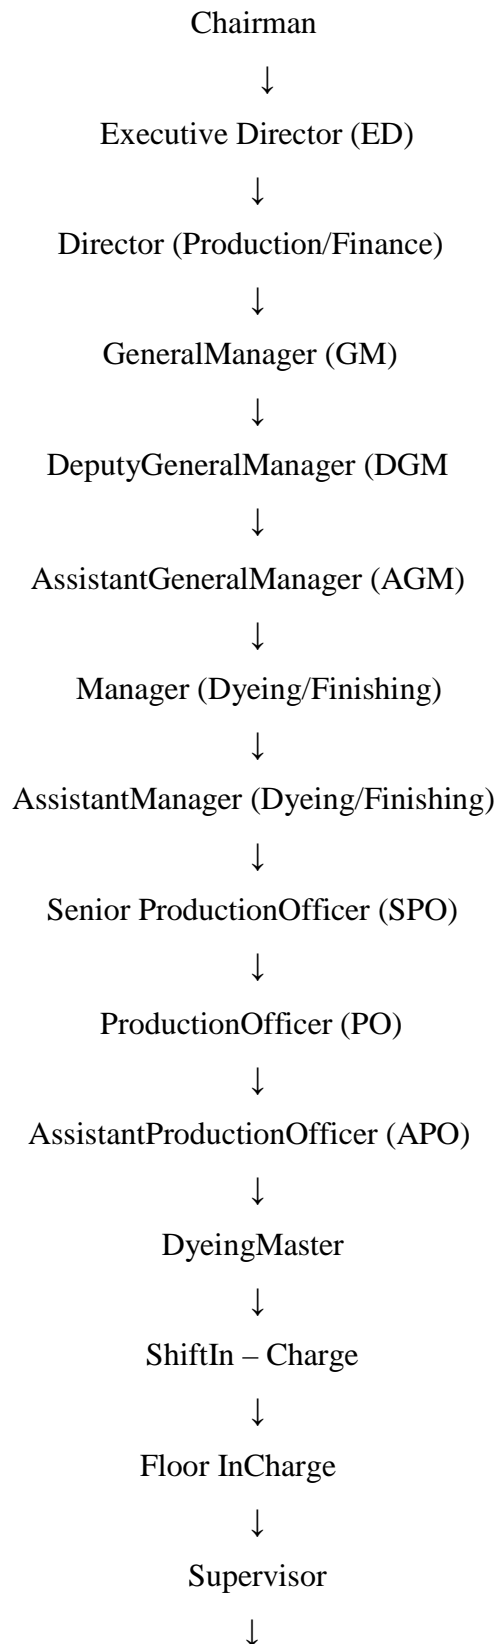 Chairman
↓
Executive Director (ED)
↓
Director (Production/Finance)
↓
GeneralManager (GM)
↓
DeputyGeneralManager (DGM
↓
AssistantGeneralManager (AGM)
↓
Manager (Dyeing/Finishing)
↓
AssistantManager (Dyeing/Finishing)
↓
Senior ProductionOfficer (SPO)
↓
ProductionOfficer (PO)
↓
AssistantProductionOfficer (APO)
↓
DyeingMaster
↓
ShiftIn – Charge
↓
Floor InCharge
↓
Supervisor
↓